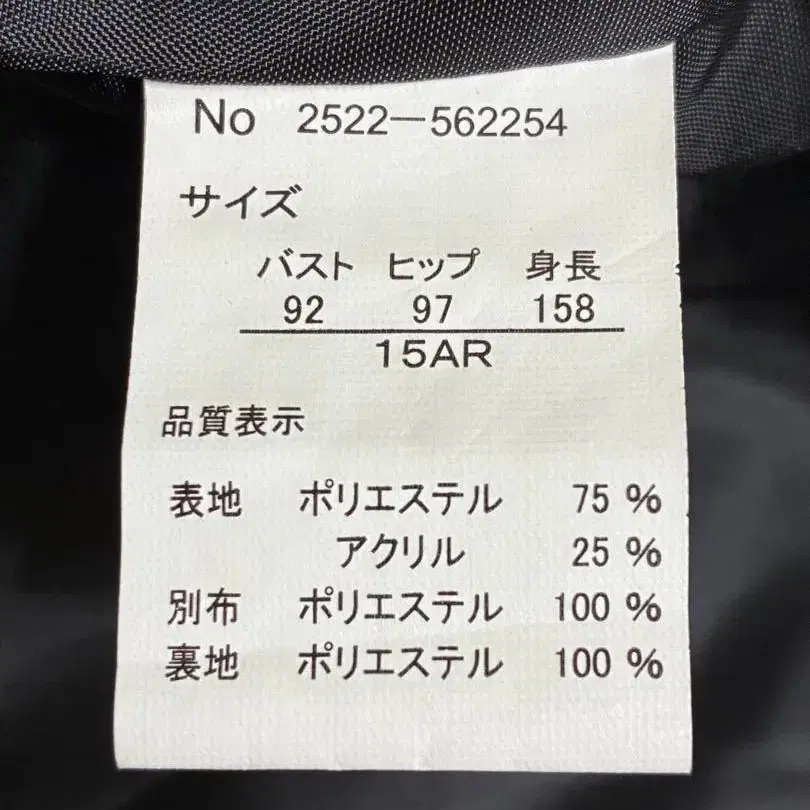 No 2522-562254
サイズ
バスト ヒップ 身長
92 97 158
15AR
品質表示
表地 ポリエステル 75 %
アクリル 25 %
別布 ポリエステル 100 %
裏地 ポリエステル 100 %